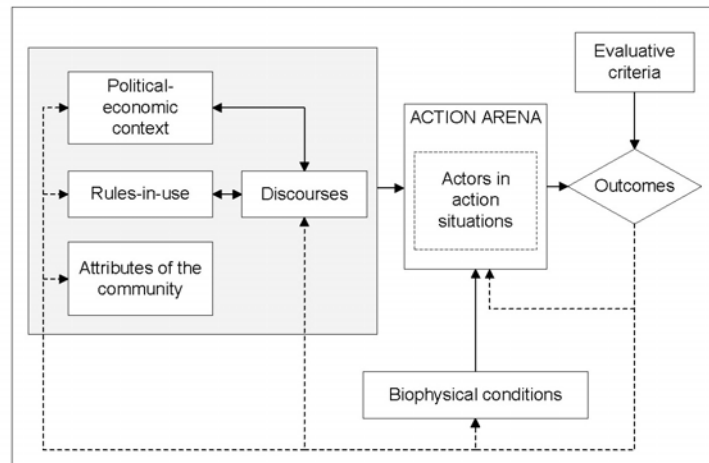 Political-
economic
context
Rules-in-use
Attributes of the
community
Discourses
ACTION ARENA
Actors in
action
situations
Evaluative
criteria
Outcomes
Biophysical conditions